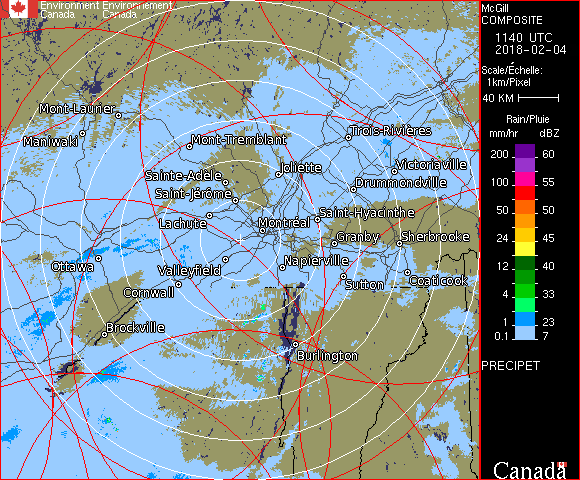 Environment Environnement
Canada Canada
McGill
COMPOSITE
1140 UTC
2018-02-04
Scale/Échelle:
1km/Pixel
40 KM
Rain/Pluie
mm/hr dBZ
200 60
100 55
50 50
24 45
12 40
4 33
1 23
0.1 7
PRECIPET
Canada
Mont-Laurier
Maniwaki
Mont-Tremblant
Trois-Rivières
Joliette
Victoriaville
Sainte-Adèle
Drummondville
Saint-Jérôme
Saint-Hyacinthe
Lachute
Montréal
Granby
Sherbrooke
Ottawa
Valleyfield
Napierville
Cornwall
Sutton
Coaticook
Brockville
Burlington